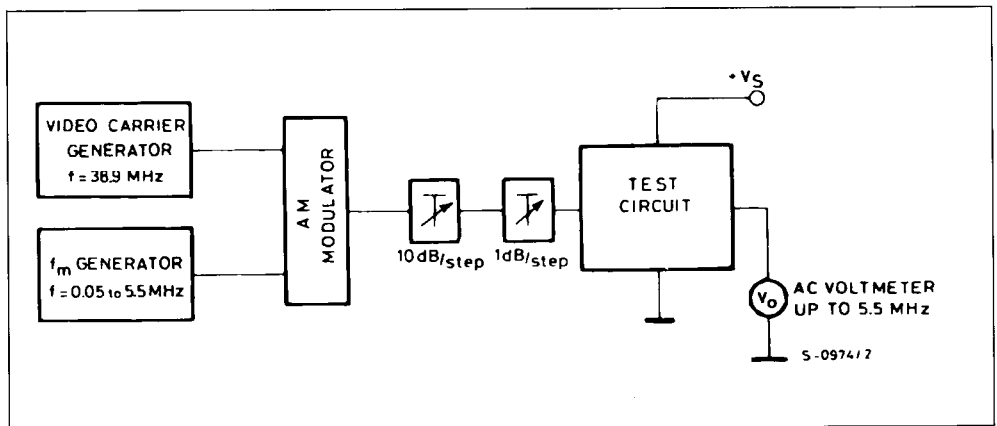 VIDEO CARRIER
GENERATOR
f = 38.9 MHz
fm GENERATOR
f = 0.05 to 5.5 MHz
AM
MODULATOR
10 dB/step
1 dB/step
TEST
CIRCUIT
+VS
Vo
AC VOLTMETER
UP TO 5.5 MHz
S-0974/2